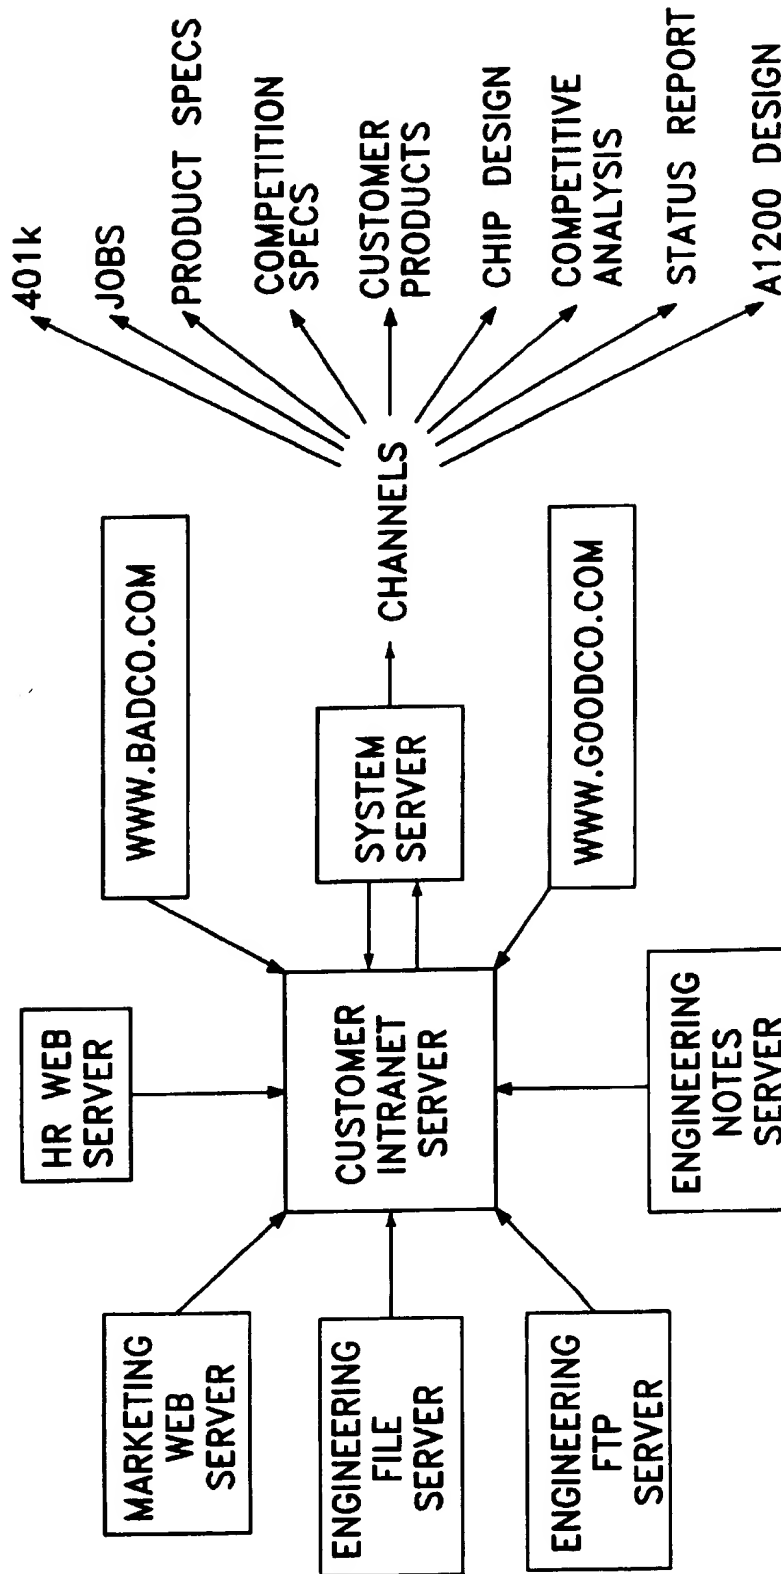 HR WEB
SERVER
MARKETING
WEB
SERVER
ENGINEERING
FILE
SERVER
ENGINEERING
FTP
SERVER
CUSTOMER
INTRANET
SERVER
ENGINEERING
NOTES
SERVER
WWW.BADCO.COM
SYSTEM
SERVER
WWW.GOODCO.COM
CHANNELS
401k
JOBS
PRODUCT SPECS
COMPETITION
SPECS
CUSTOMER
PRODUCTS
CHIP DESIGN
COMPETITIVE
ANALYSIS
STATUS REPORT
A1200 DESIGN